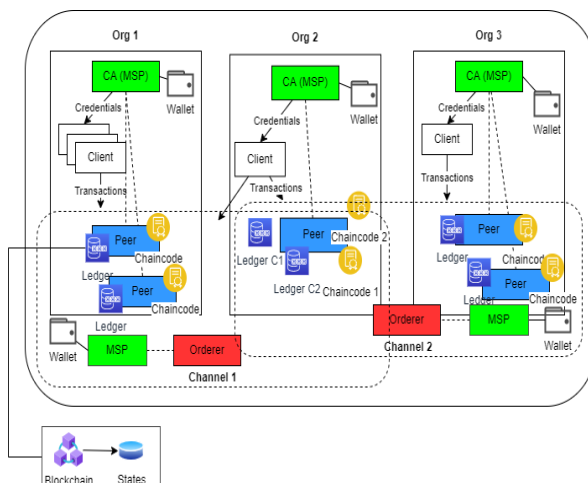 Org 1
Org 2
Org 3
CA (MSP)
Wallet
Credentials
Client
Transactions
Peer
Ledger
Chaincode
Peer
Ledger
Chaincode
CA (MSP)
Wallet
Credentials
Client
Transactions
Peer
Chaincode 2
Ledger C1
Ledger C2
Chaincode 1
CA (MSP)
Wallet
Credentials
Client
Transactions
Peer
Chaincode
Ledger
Peer
Chaincode
Wallet
MSP
Orderer
Channel 1
Orderer
MSP
Wallet
Channel 2
Blockchain
States